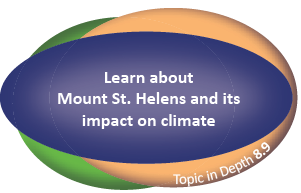 Learn about
Mount St. Helens and its
impact on climate
Topic in Depth 8.9